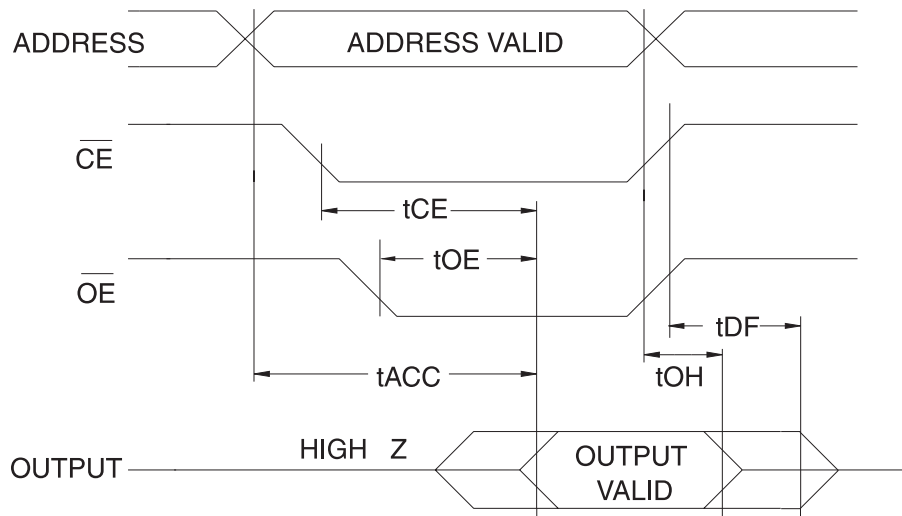 ADDRESS
ADDRESS VALID
CE
tCE
tOE
OE
tDF
tACC
tOH
HIGH Z
OUTPUT
OUTPUT
VALID